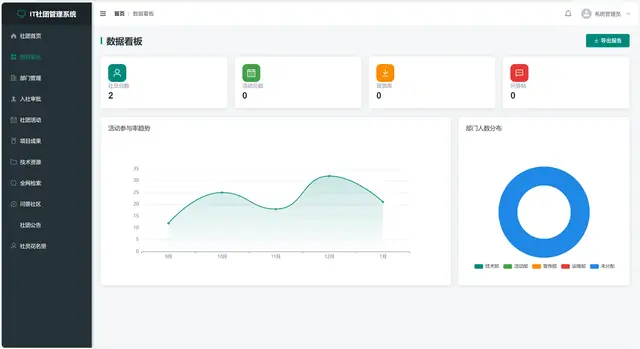 IT社团管理系统
首页 / 数据看板
系统管理员
社团首页
数据看板
部门管理
入社审批
社团活动
项目成果
技术资源
全网检索
问答社区
社团公告
社员花名册
数据看板
导出报告
社员总数
2
活动总数
0
资源库
0
问答帖
0
活动参与率趋势
35
30
25
20
15
10
5
0
9月
10月
11月
12月
1月
部门人数分布
技术部
活动部
宣传部
运维部
未分配